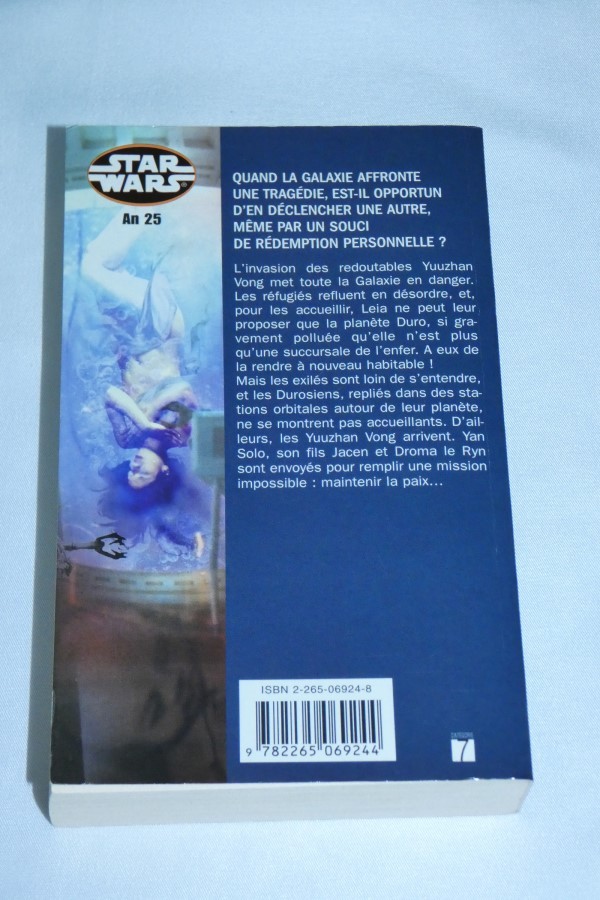 STAR
WARS®
An 25
QUAND LA GALAXIE AFFRONTE
UNE TRAGÉDIE, EST-IL OPPORTUN
D'EN DÉCLENCHER UNE AUTRE,
MÊME PAR UN SOUCI
DE RÉDEMPTION PERSONNELLE ?
L'invasion des redoutables Yuuzhan
Vong met toute la Galaxie en danger.
Les réfugiés refluent en désordre, et,
pour les accueillir, Leia ne peut leur
proposer que la planète Duro, si gra-
vement polluée qu'elle n'est plus
qu'une succursale de l'enfer. A eux de
la rendre à nouveau habitable !
Mais les exilés sont loin de s'entendre,
et les Durosiens, repliés dans des sta-
tions orbitales autour de leur planète,
ne se montrent pas accueillants. D'ail-
leurs, les Yuuzhan Vong arrivent. Yan
Solo, son fils Jacen et Droma le Ryn
sont envoyés pour remplir une mission
impossible : maintenir la paix...
ISBN 2-265-06924-8
9 782265 069244
CATÉGORIE
7